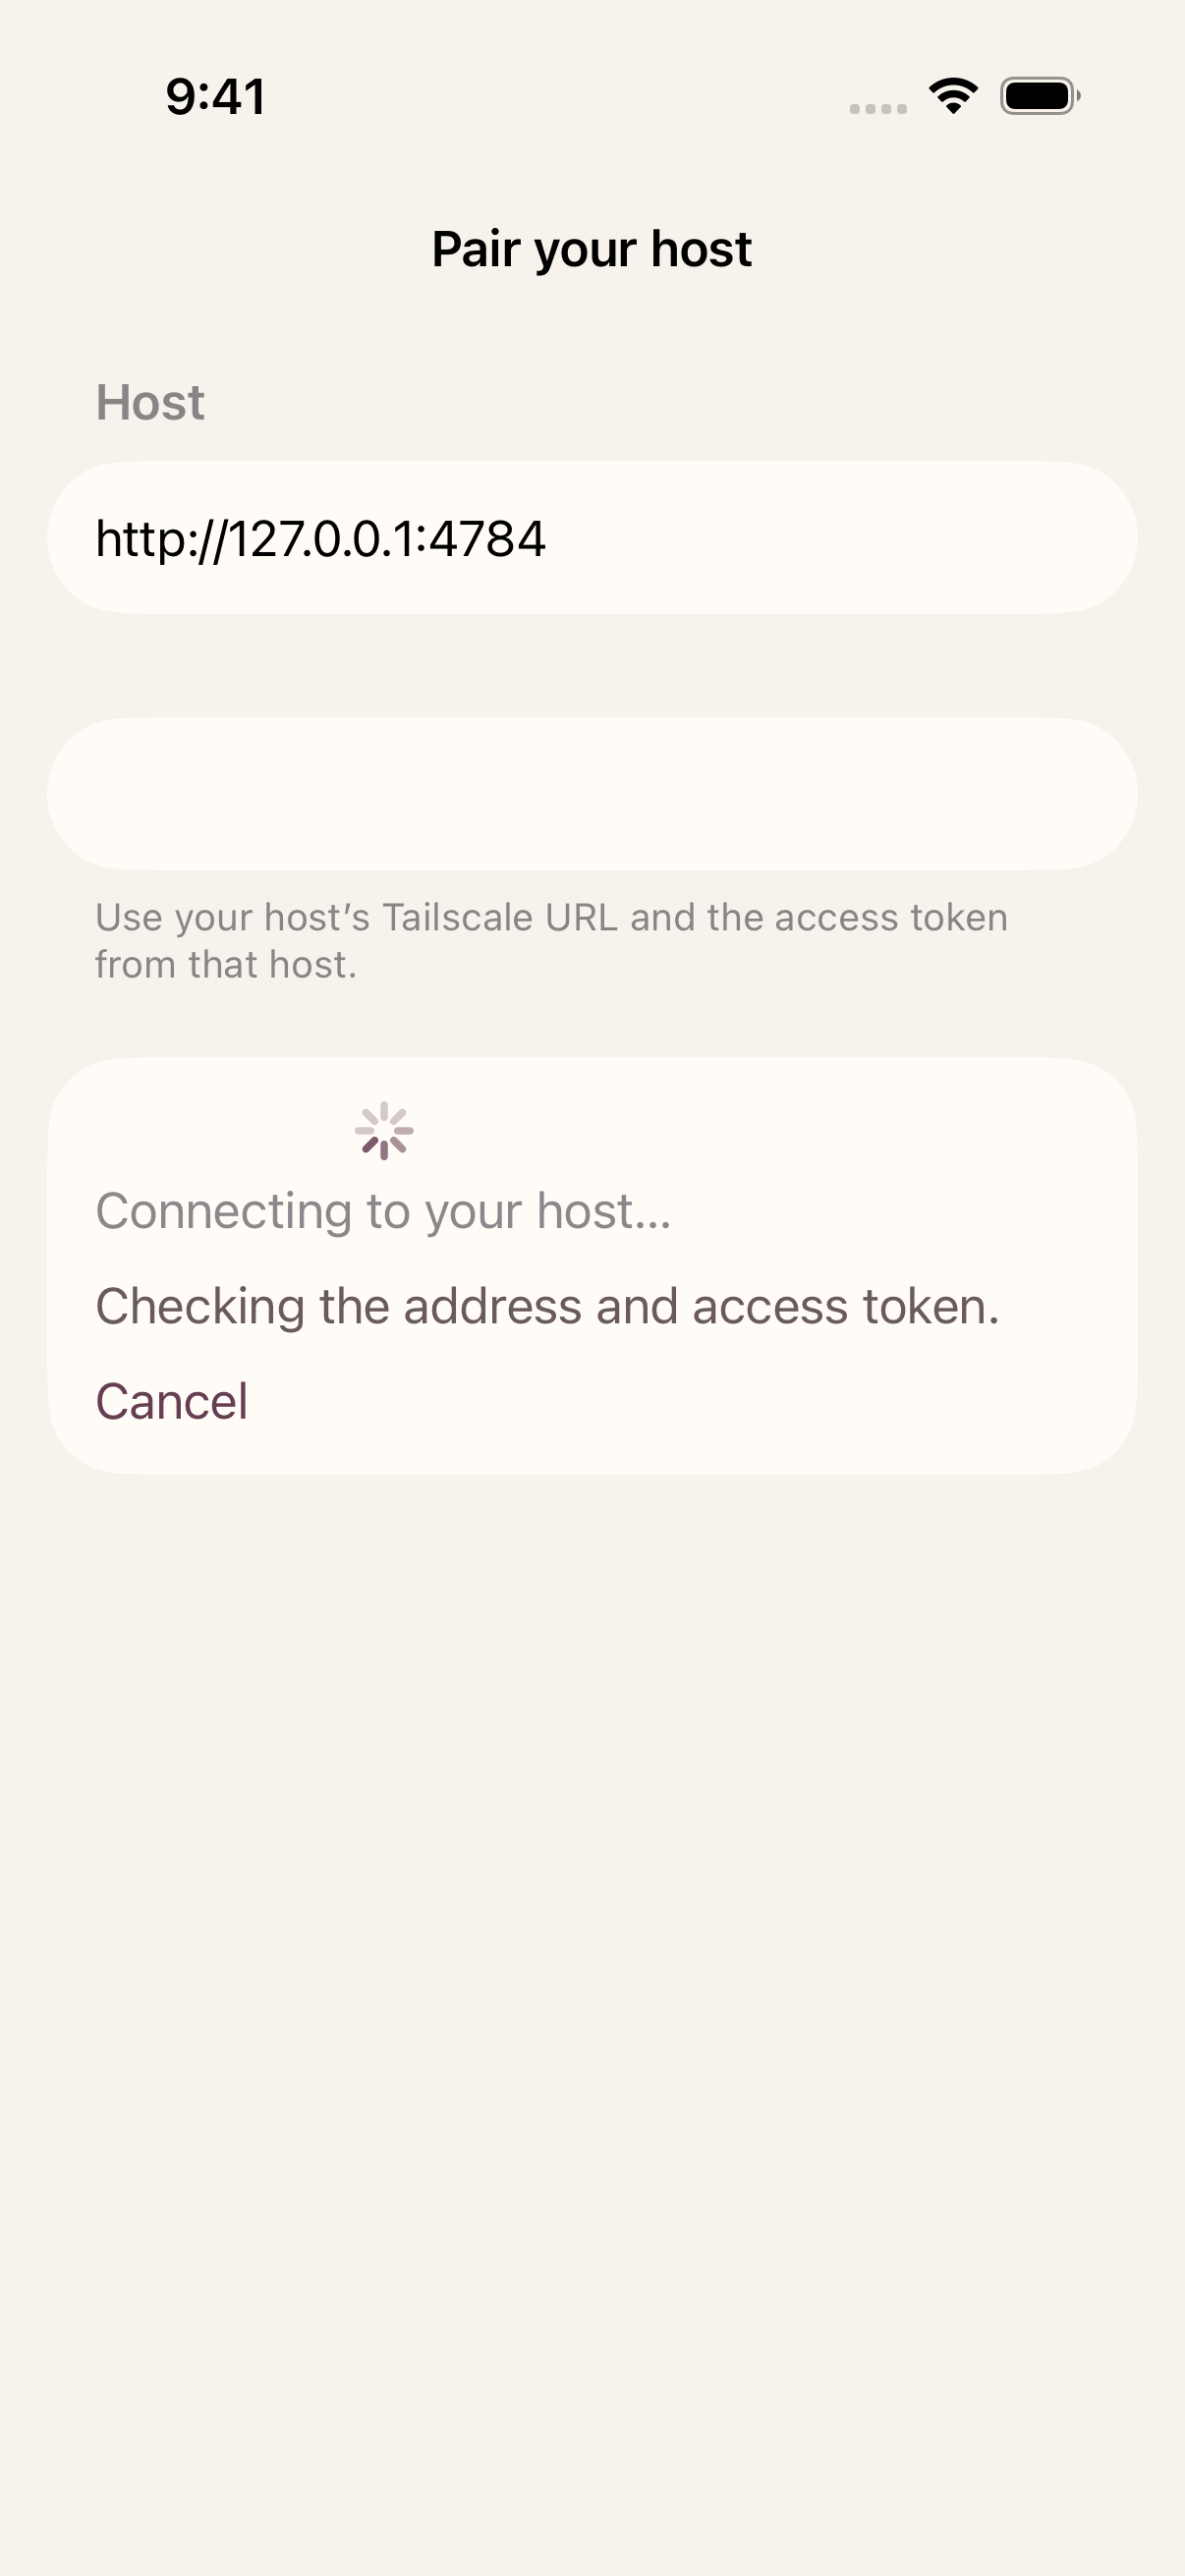 9:41
Pair your host
Host
http://127.0.0.1:4784
Use your host’s Tailscale URL and the access token
from that host.
Connecting to your host...
Checking the address and access token.
Cancel